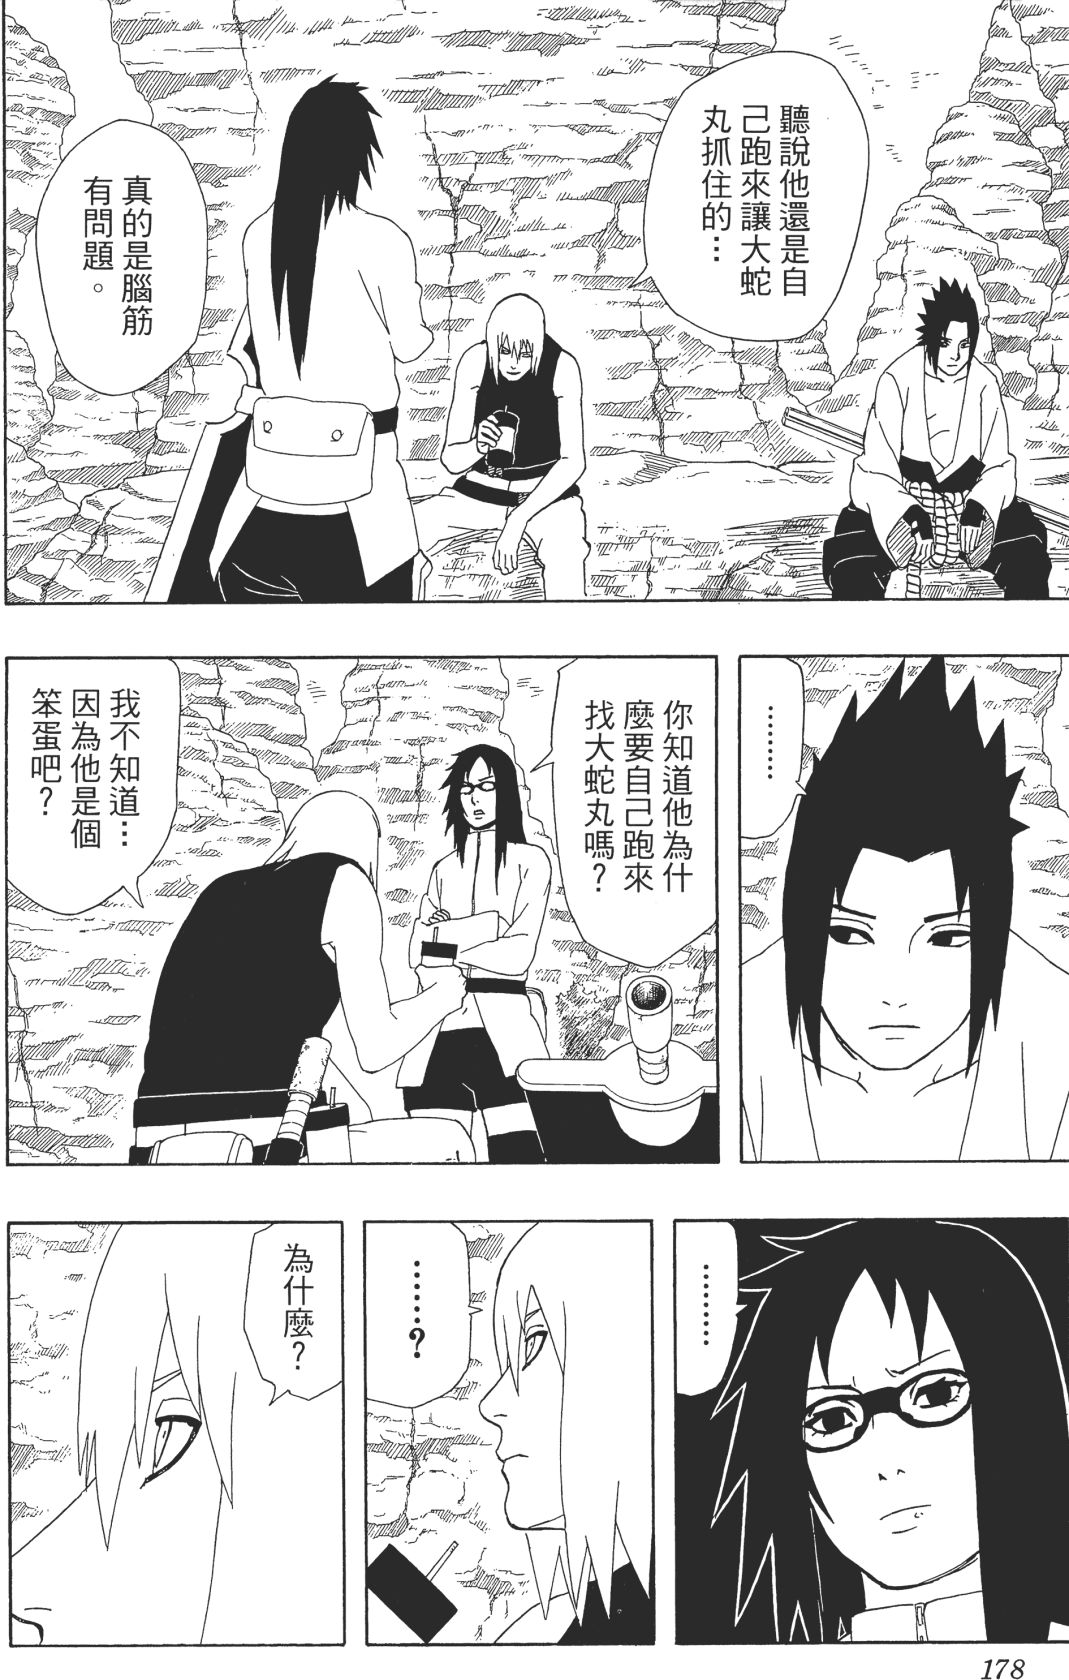 聽說他還是自
己跑來讓大蛇
丸抓住的…
真的是腦筋
有問題。
………
你知道他為什
麼要自己跑來
找大蛇丸嗎？
我不知道…
因為他是個
笨蛋吧？
………
……？
為什麼？
178